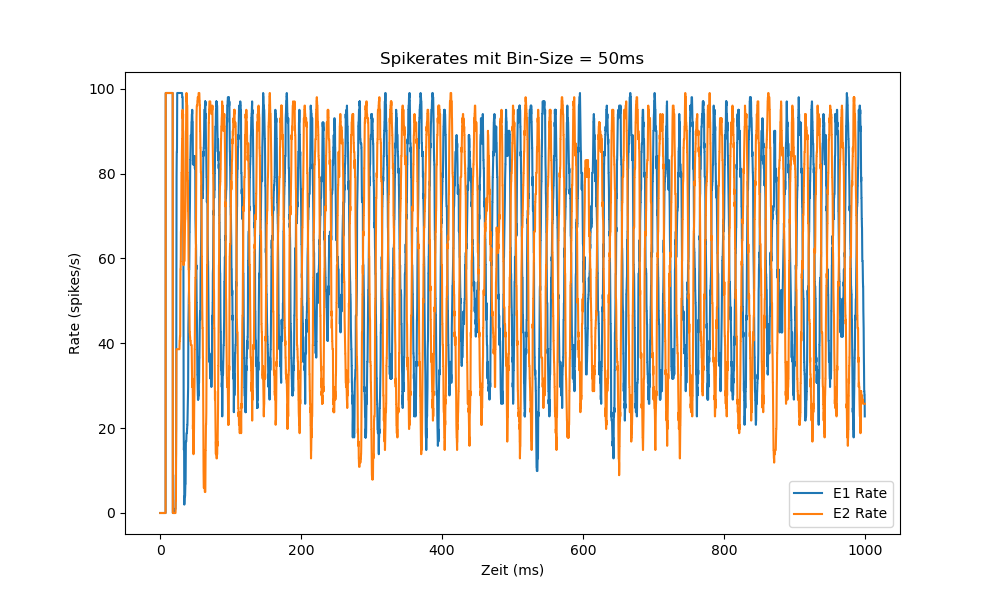 Spikerates mit Bin-Size = 50ms
100
80
60
40
20
0
Rate (spikes/s)
E1 Rate
E2 Rate
0 200 400 600 800 1000
Zeit (ms)